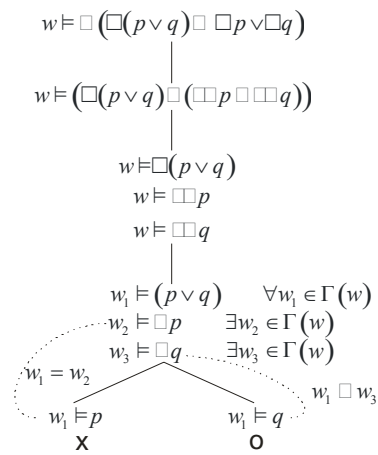 w ⊨ □ (□(p ∨ q) □ □p ∨ □q)
w ⊨ (□(p ∨ q) □ (□□p □ □□q))
w ⊨ □(p ∨ q)
w ⊨ □□p
w ⊨ □□q
w₁ ⊨ (p ∨ q) ∀w₁ ∈ Γ(w)
w₂ ⊨ □p ∃w₂ ∈ Γ(w)
w₃ ⊨ □q ∃w₃ ∈ Γ(w)
w₁ = w₂ w₁ □ w₃
w₁ ⊨ p w₁ ⊨ q
X O